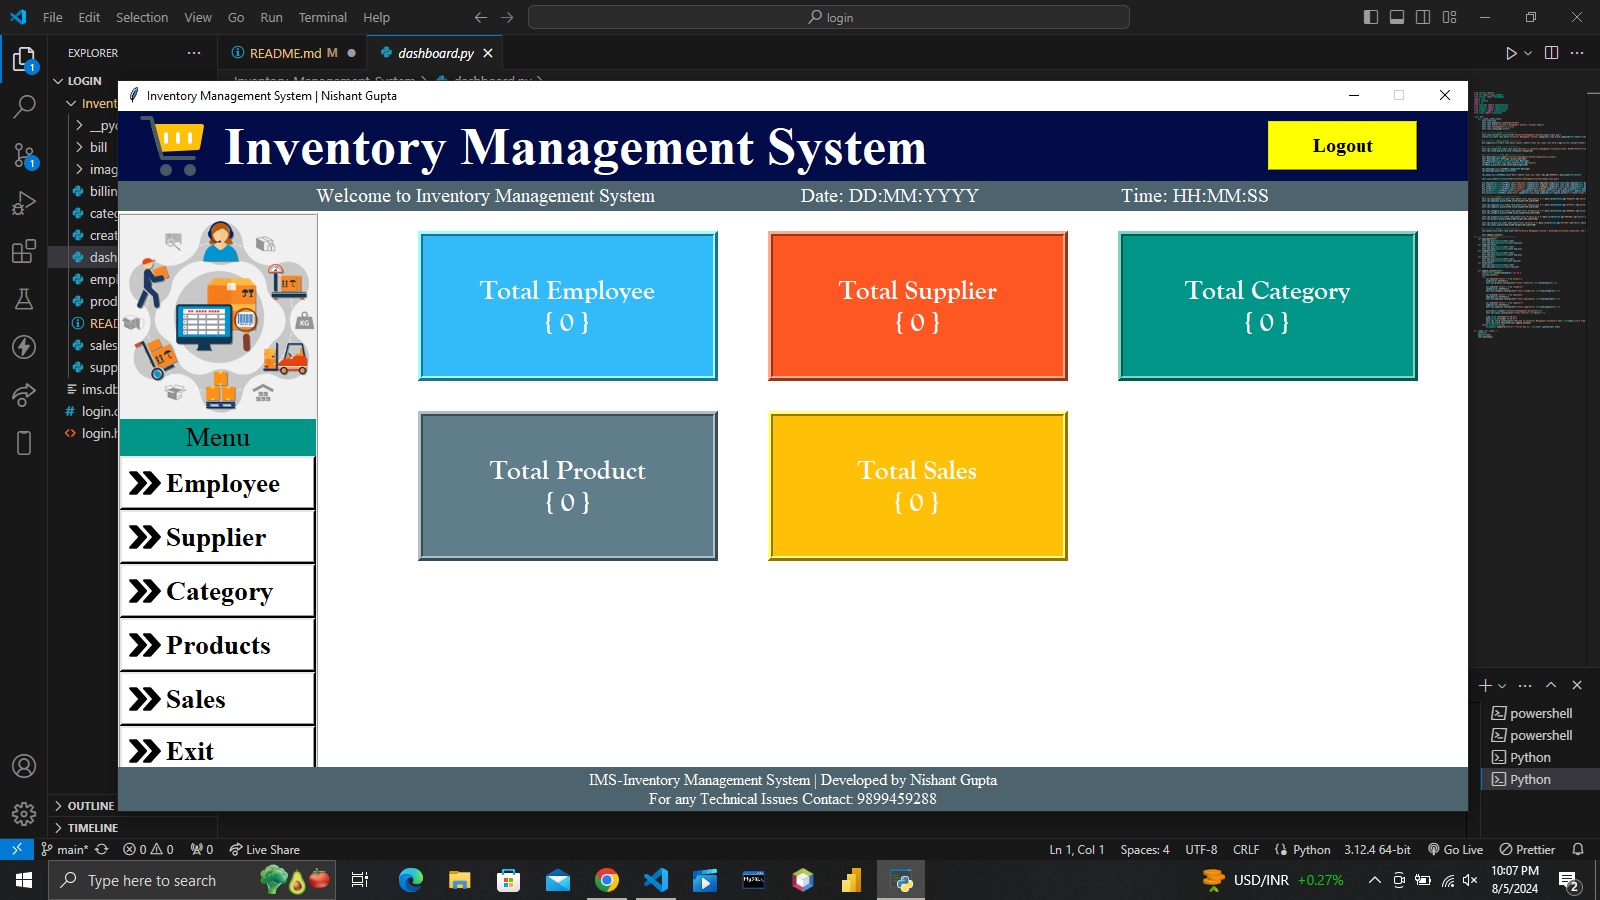 File Edit Selection View Go Run Terminal Help
login
EXPLORER
README.md M
dashboard.py
LOGIN
Inventory Management System | Nishant Gupta
Inventory Management System
Logout
Welcome to Inventory Management System
Date: DD:MM:YYYY
Time: HH:MM:SS
Invent
bill
imag
billin
categ
creat
dash
empl
prod
READ
sales
supp
ims.db
login.h
KG
Total Employee
{ 0 }
Total Supplier
{ 0 }
Total Category
{ 0 }
Total Product
{ 0 }
Total Sales
{ 0 }
Menu
Employee
Supplier
Category
Products
Sales
Exit
IMS-Inventory Management System | Developed by Nishant Gupta
For any Technical Issues Contact: 9899459288
powershell
powershell
Python
Python
OUTLINE
TIMELINE
main* 0 0 0 Live Share
Ln 1, Col 1 Spaces: 4 UTF-8 CRLF Python 3.12.4 64-bit Go Live Prettier
Type here to search
USD/INR +0.27%
10:07 PM
8/5/2024
2